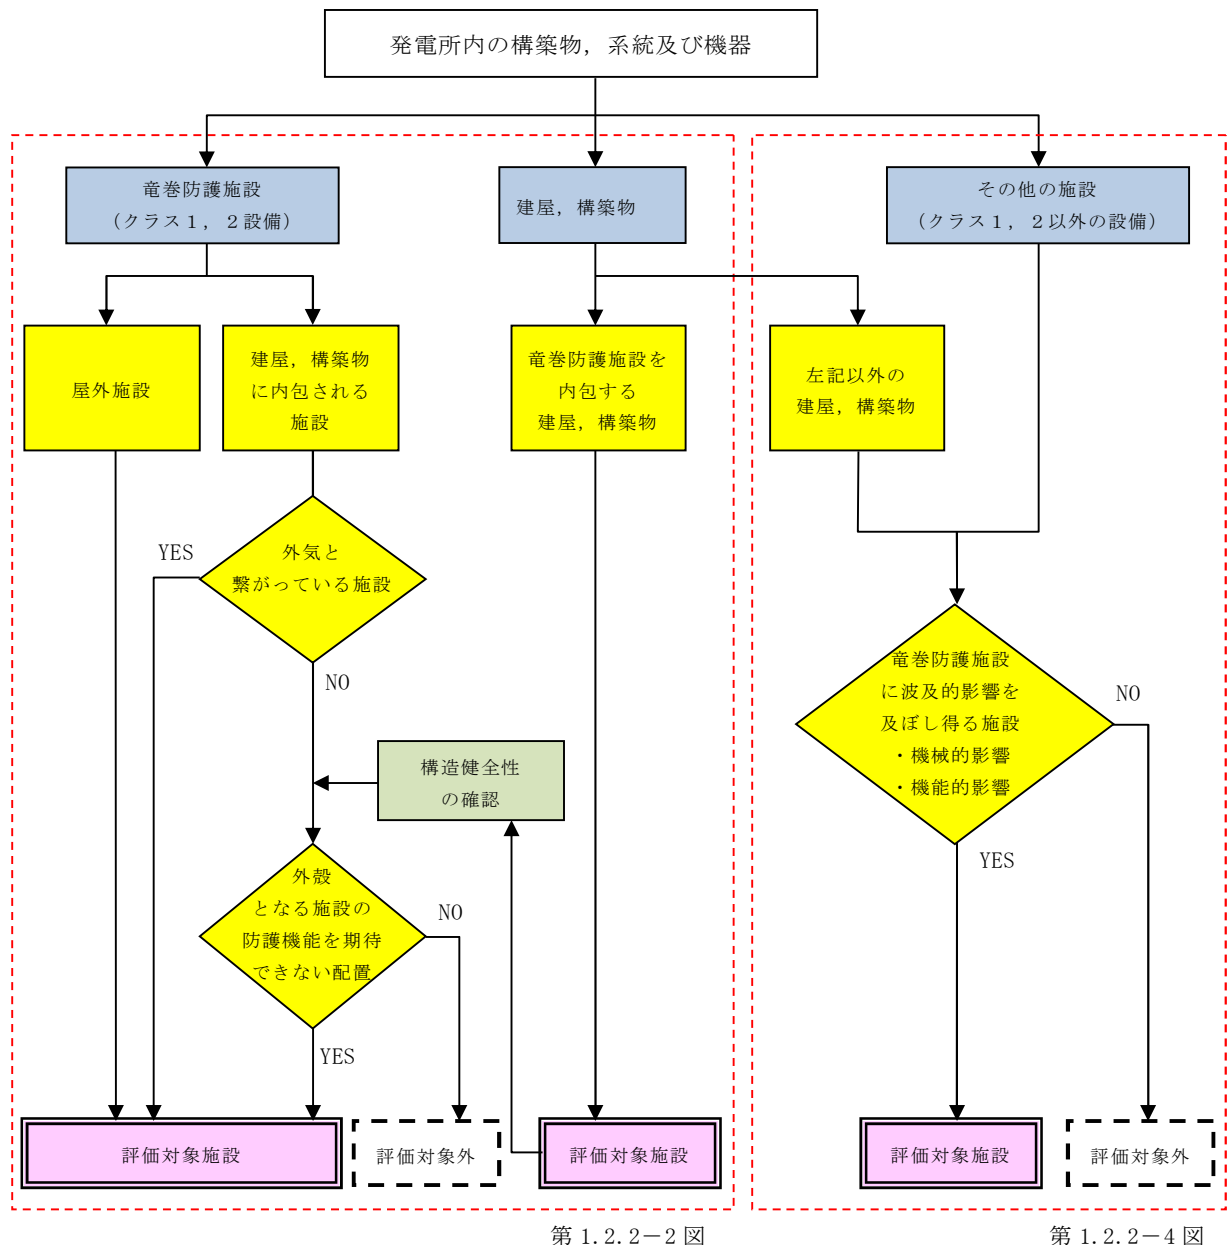 発電所内の構築物，系統及び機器
竜巻防護施設
（クラス１，２設備）
建屋，構築物
その他の施設
（クラス１，２以外の設備）
屋外施設
建屋，構築物
に内包される
施設
竜巻防護施設を
内包する
建屋，構築物
左記以外の
建屋，構築物
外気と
繋がっている施設
YES
NO
竜巻防護施設
に波及的影響を
及ぼし得る施設
・機械的影響
・機能的影響
NO
YES
構造健全性
の確認
外殻
となる施設の
防護機能を期待
できない配置
NO
YES
評価対象施設
評価対象外
評価対象施設
評価対象施設
評価対象外
第 1.2.2－2 図
第 1.2.2－4 図